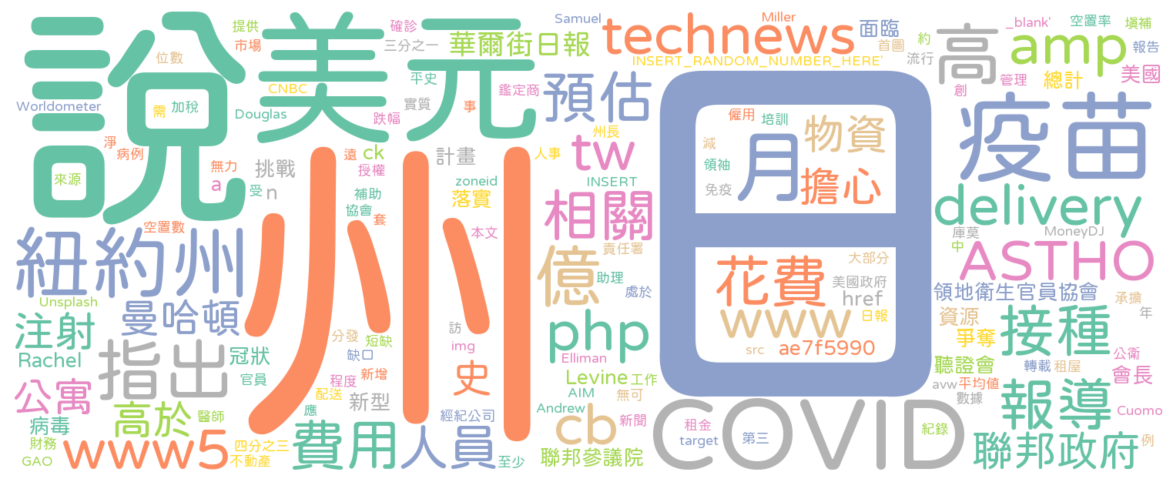 說
美元
州
日
月
物資
擔心
花費
www
美國政府
大部分
href
日報
src
ae7f5990
僱用
培訓
減
領袖
免疫
technews
Samuel
Miller
INSERT_RANDOM_NUMBER_HERE'
面臨
首圖
約
流行
高
創
管理
_blank'
空置率
填補
報告
amp
總計
美國
疫苗
delivery
庫莫
中
MoneyDJ
ASTHO
領地衛生官員協會
承擔
年
資源
爭奪
接種
聽證會
轉載
租屋
公衛
會長
avw
平均值
數據
報導
Cuomo
紀錄
聯邦政府
例
COVID
租金
target
第三
華爾街日報
提供
確診
市場
三分之一
位數
Worldometer
需
加稅
Douglas
CNBC
平史
實質
跌幅
鑑定商
事
預估
州長
tw
INSERT
人事
遠
ck
授權
計畫
zoneid
落實
補助
協會
套
本文
相關
責任署
億
助理
處於
淨
病例
來源
無力
a
受
挑戰
n
空置數
紐約州
Unsplash
曼哈頓
注射
Rachel
指出
冠狀
官員
分發
短缺
缺口
訪
img
史
程度
新增
配送
新型
應
php
Elliman
Levine
工作
AIM
無可
Andrew
新聞
公寓
高於
醫師
病毒
財務
GAO
www5
四分之三
不動產
費用
人員
經紀公司
至少
cb
聯邦參議院